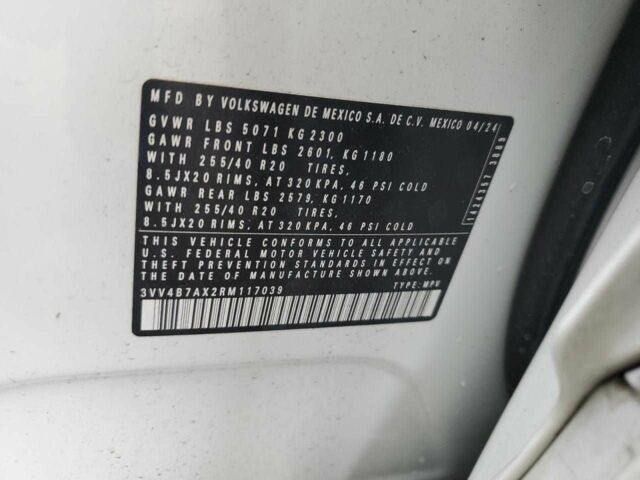 MFD BY VOLKSWAGEN DE MEXICO S.A. DE C.V. MEXICO 04/24
GVWR LBS 5071 KG 2300
GAWR FRONT LBS 2601, KG 1180
WITH 255/40 R20 TIRES,
8.5JX20 RIMS, AT 320 KPA, 46 PSI COLD
GAWR REAR LBS 2579, KG 1170
WITH 255/40 R20 TIRES,
8.5JX20 RIMS, AT 320 KPA, 46 PSI COLD
THIS VEHICLE CONFORMS TO ALL APPLICABLE
U.S. FEDERAL MOTOR VEHICLE SAFETY AND
THEFT PREVENTION STANDARDS IN EFFECT ON
THE DATE OF MANUFACTURE SHOWN ABOVE.
3VV4B7AX2RM117039 TYPE: MPV
1424357